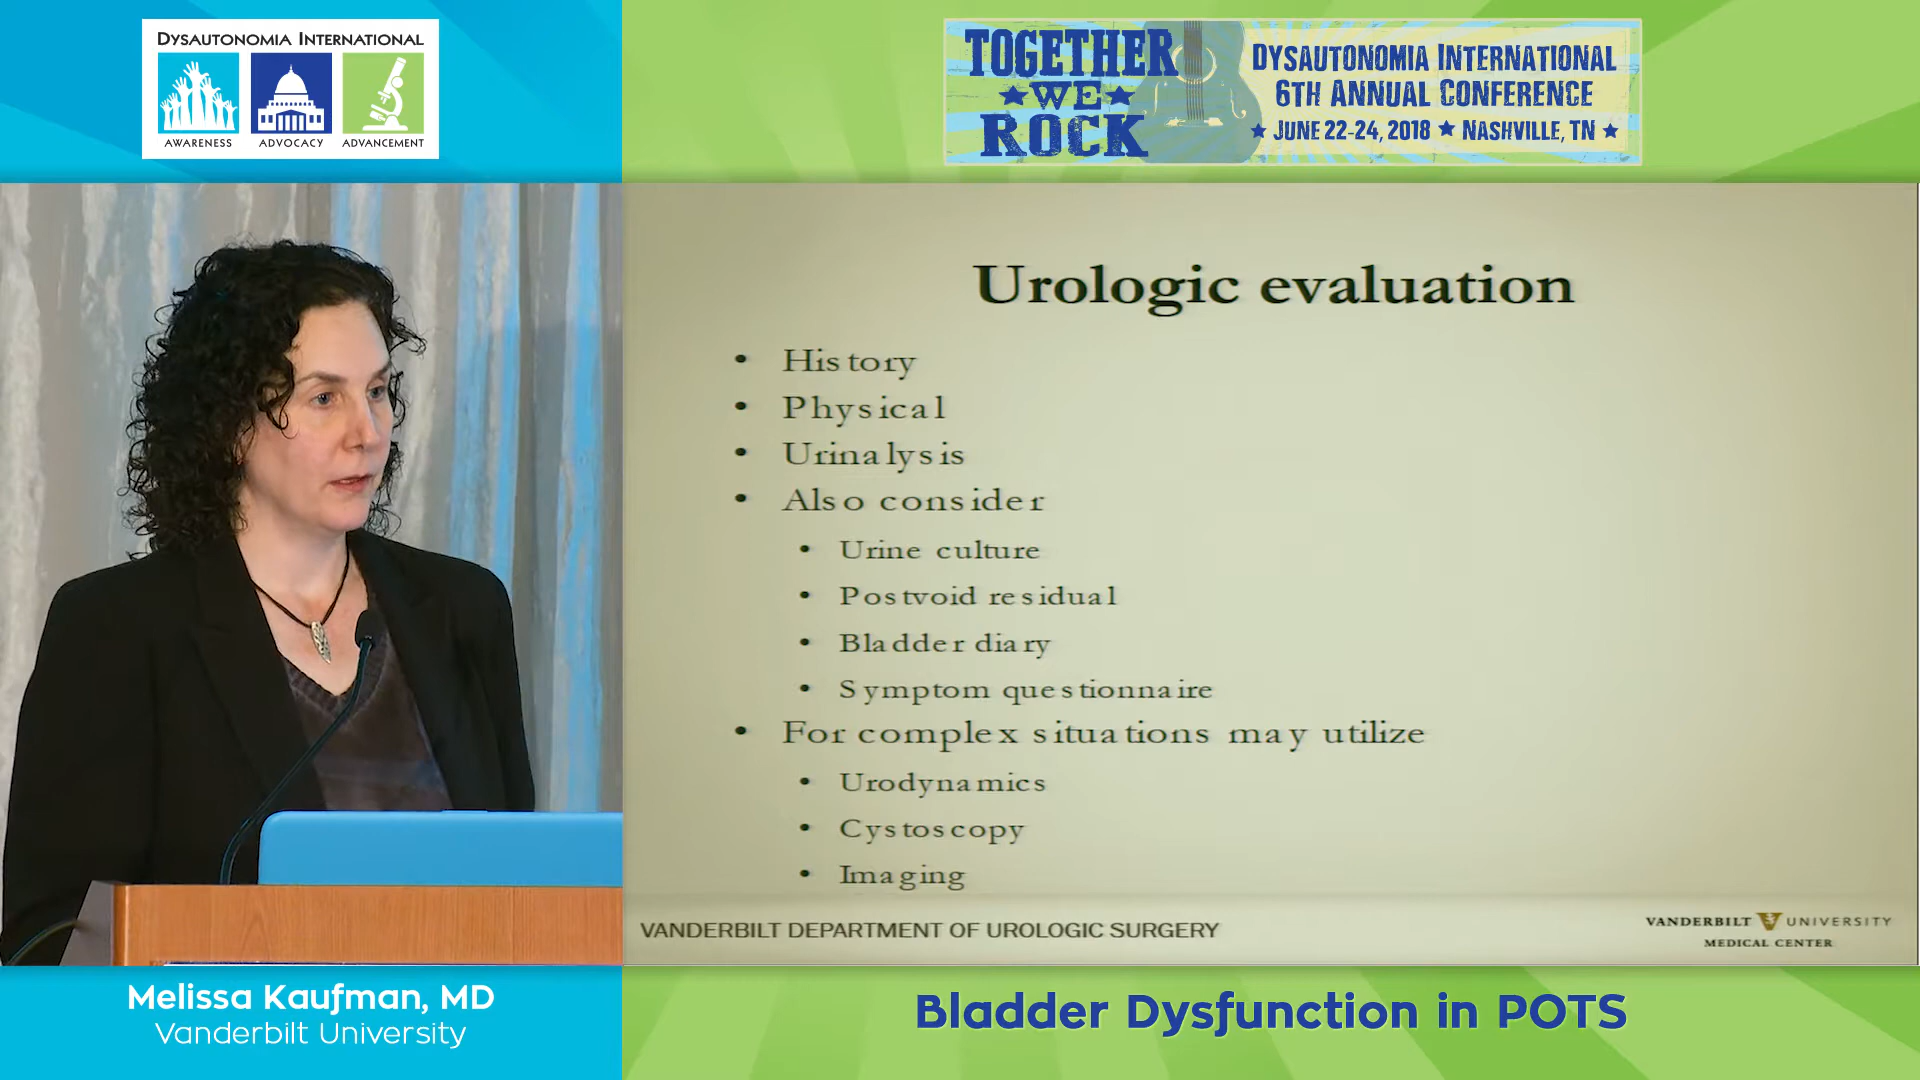 DYSAUTONOMIA INTERNATIONAL
AWARENESS ADVOCACY ADVANCEMENT
TOGETHER
WE
ROCK
DYSAUTONOMIA INTERNATIONAL
6TH ANNUAL CONFERENCE
JUNE 22-24, 2018 NASHVILLE, TN
Urologic evaluation
• History
• Physical
• Urinalysis
• Also consider
• Urine culture
• Postvoid residual
• Bladder diary
• Symptom questionnaire
• For complex situations may utilize
• Urodynamics
• Cystoscopy
• Imaging
VANDERBILT DEPARTMENT OF UROLOGIC SURGERY
VANDERBILT UNIVERSITY
MEDICAL CENTER
Melissa Kaufman, MD
Vanderbilt University
Bladder Dysfunction in POTS